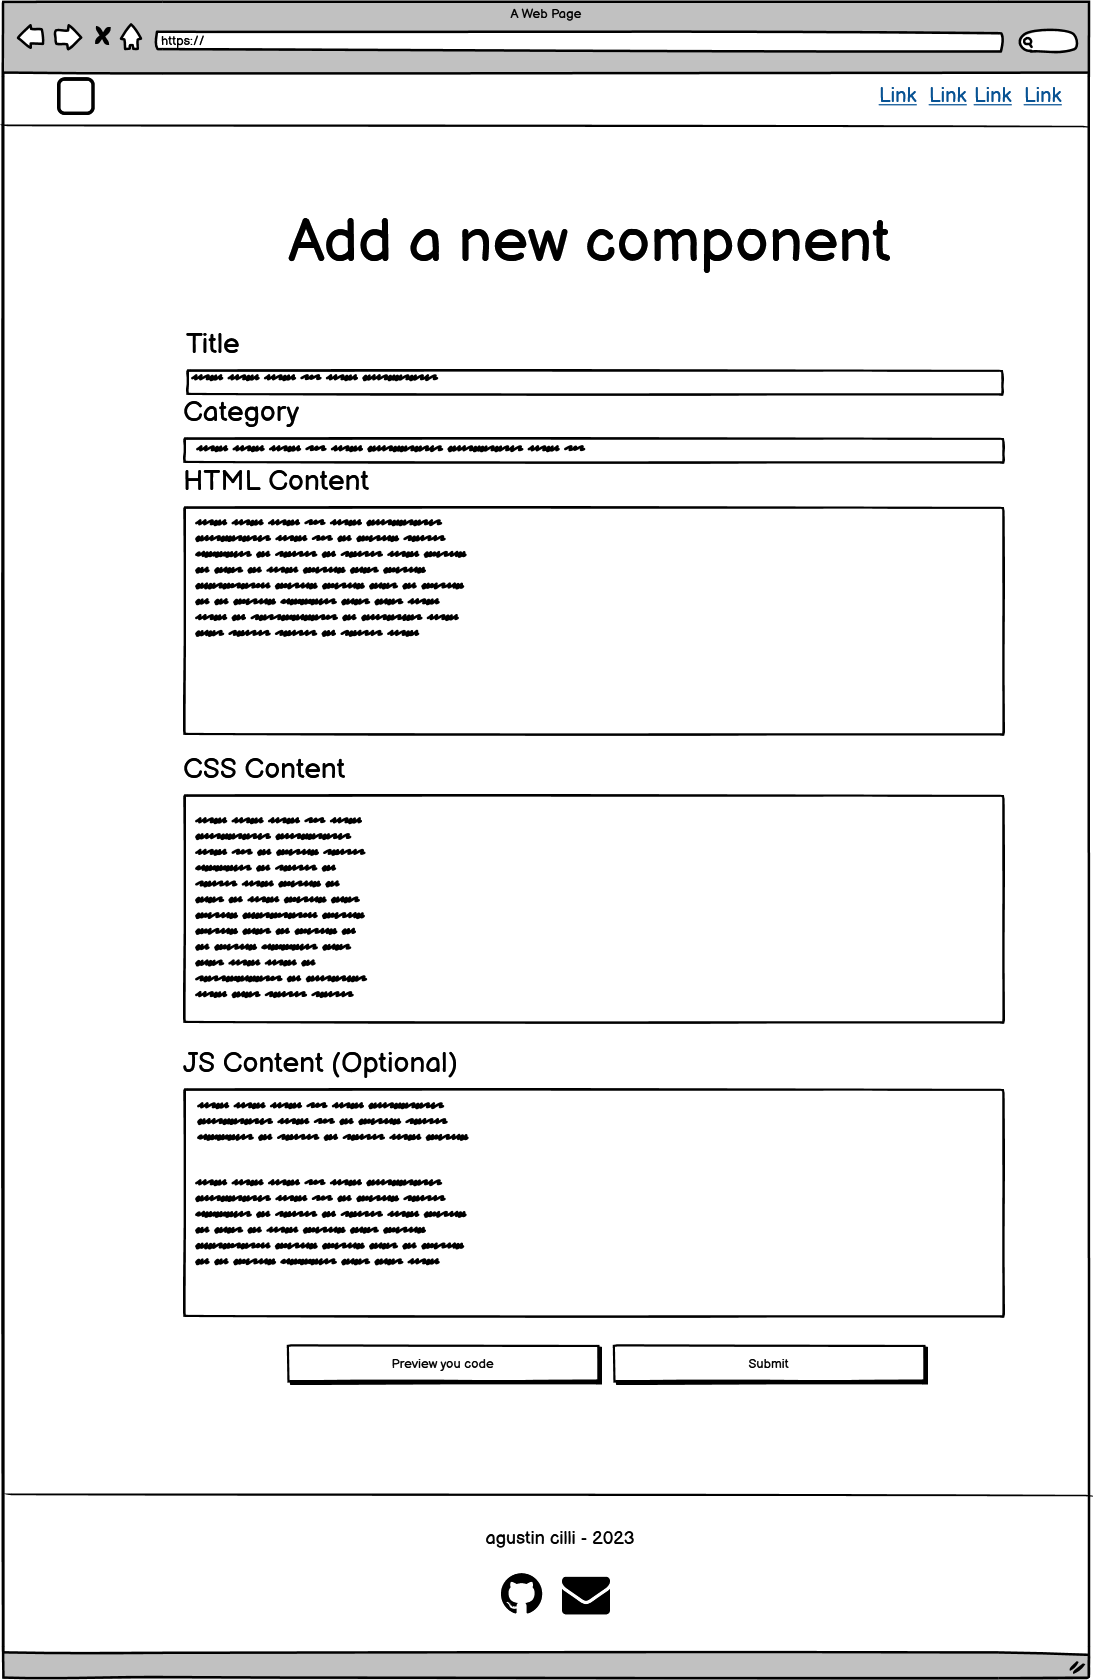 A Web Page
https://
Link Link Link Link
Add a new component
Title
Category
HTML Content
CSS Content
JS Content (Optional)
Preview you code
Submit
agustin cilli - 2023